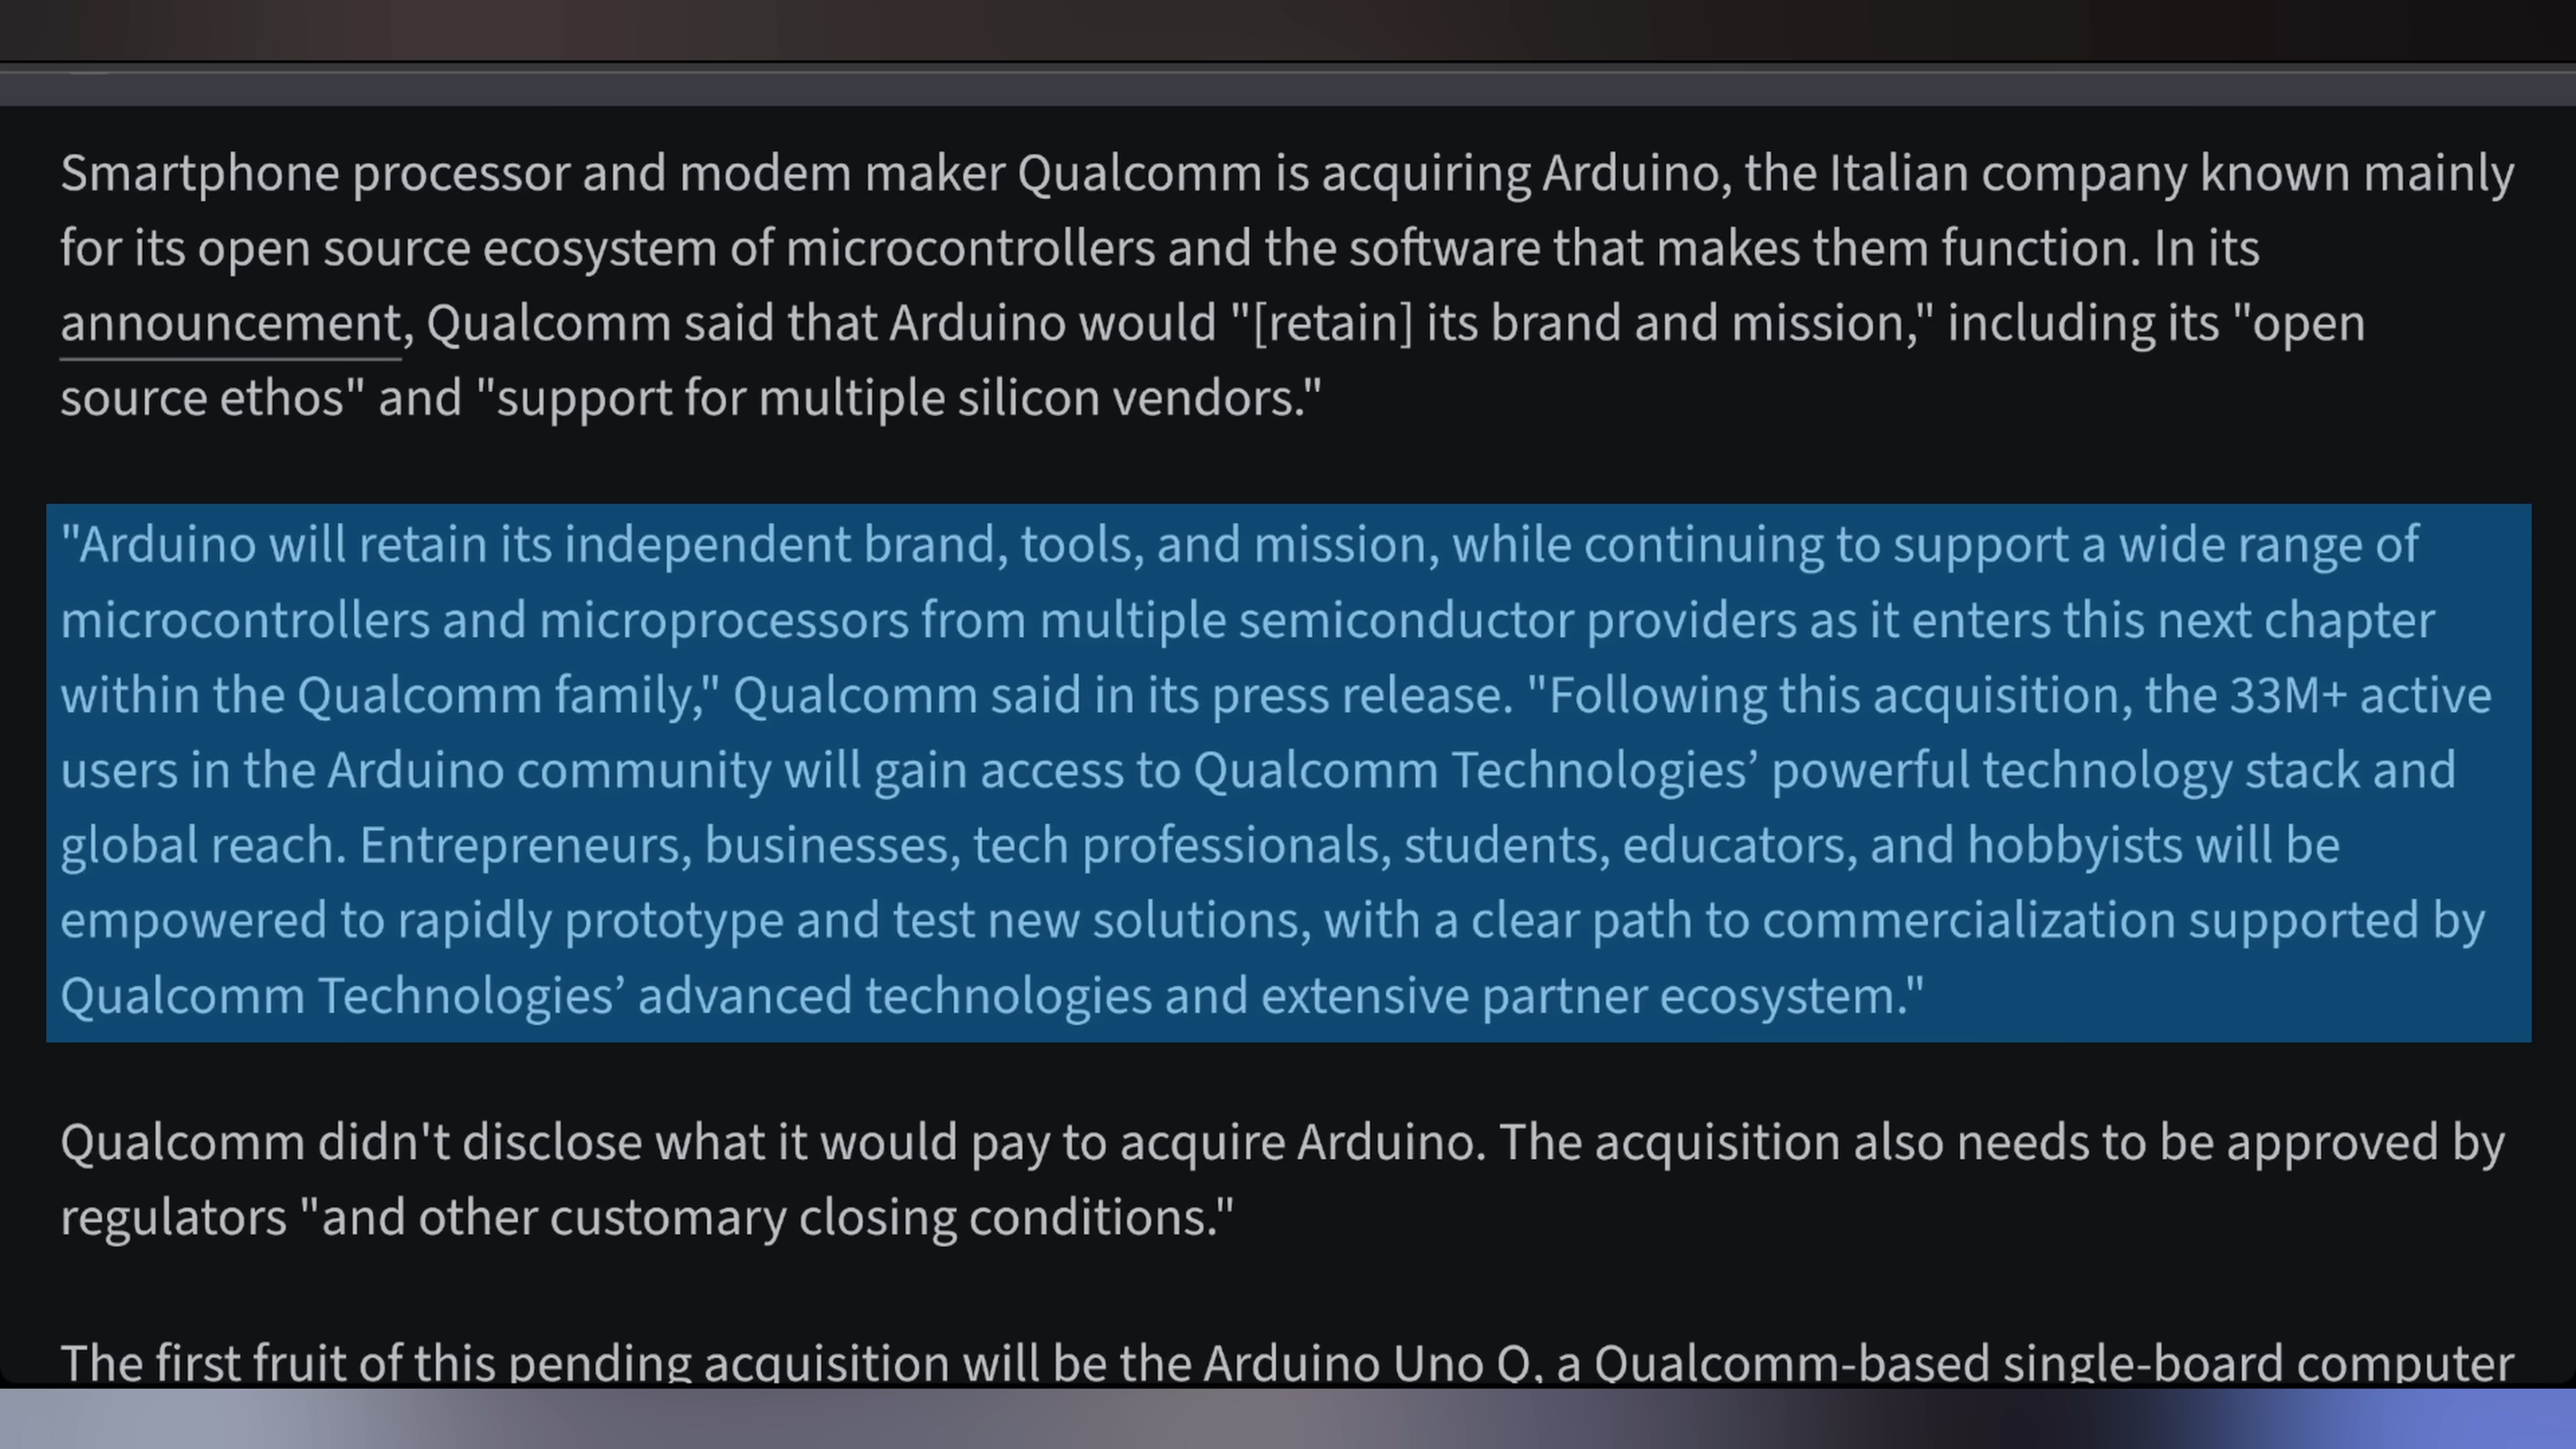 Smartphone processor and modem maker Qualcomm is acquiring Arduino, the Italian company known mainly
for its open source ecosystem of microcontrollers and the software that makes them function. In its
announcement, Qualcomm said that Arduino would "[retain] its brand and mission," including its "open
source ethos" and "support for multiple silicon vendors."
"Arduino will retain its independent brand, tools, and mission, while continuing to support a wide range of
microcontrollers and microprocessors from multiple semiconductor providers as it enters this next chapter
within the Qualcomm family," Qualcomm said in its press release. "Following this acquisition, the 33M+ active
users in the Arduino community will gain access to Qualcomm Technologies’ powerful technology stack and
global reach. Entrepreneurs, businesses, tech professionals, students, educators, and hobbyists will be
empowered to rapidly prototype and test new solutions, with a clear path to commercialization supported by
Qualcomm Technologies’ advanced technologies and extensive partner ecosystem."
Qualcomm didn't disclose what it would pay to acquire Arduino. The acquisition also needs to be approved by
regulators "and other customary closing conditions."
The first fruit of this pending acquisition will be the Arduino Uno Q, a Qualcomm-based single-board computer